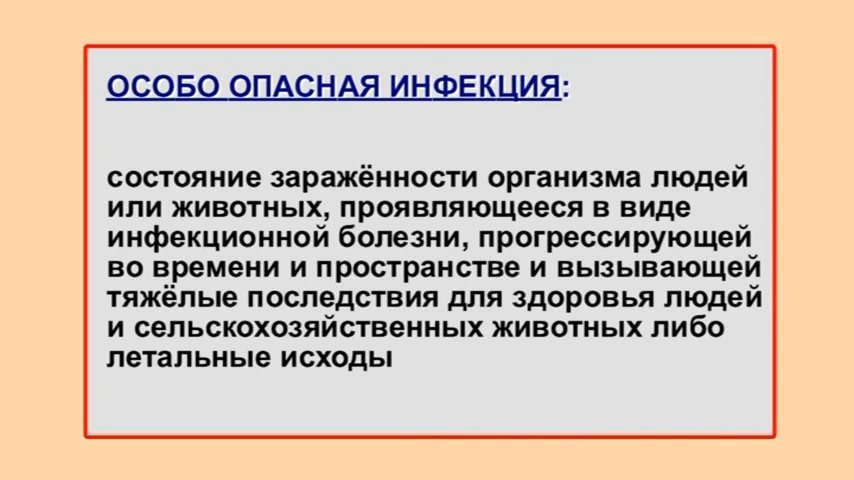 ОСОБО ОПАСНАЯ ИНФЕКЦИЯ:
состояние заражённости организма людей
или животных, проявляющееся в виде
инфекционной болезни, прогрессирующей
во времени и пространстве и вызывающей
тяжёлые последствия для здоровья людей
и сельскохозяйственных животных либо
летальные исходы